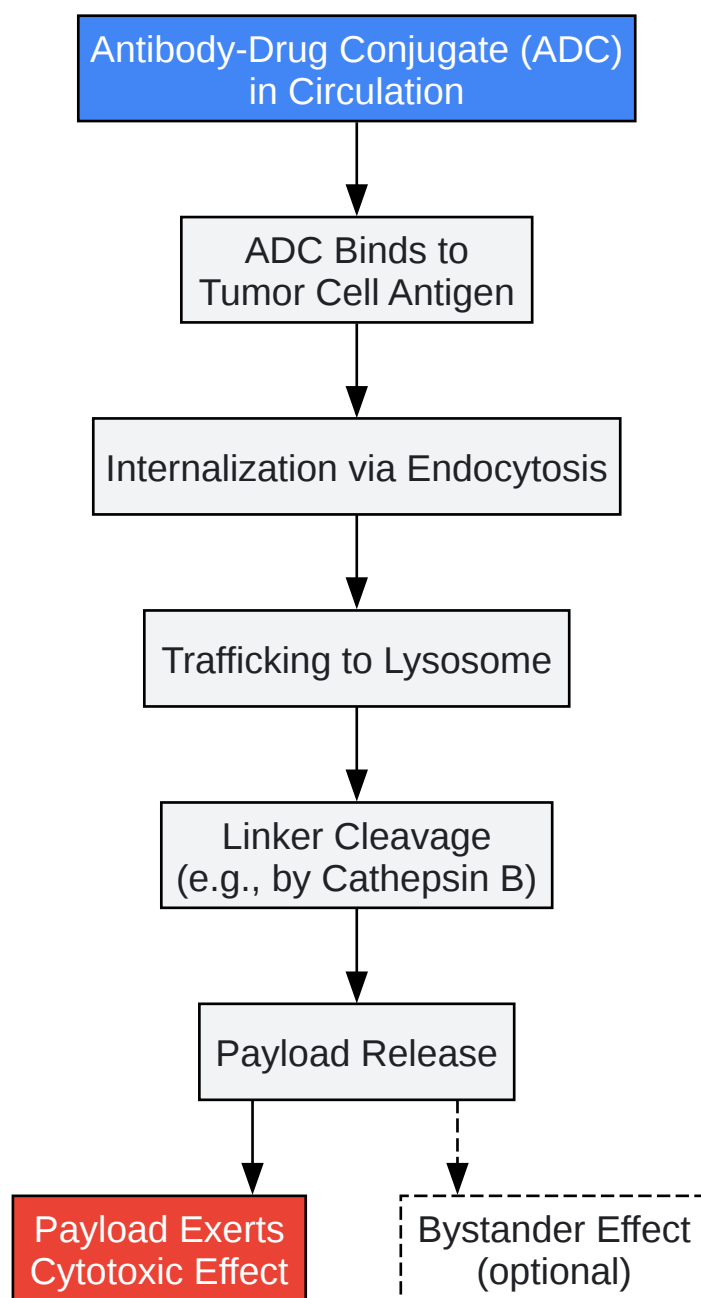 Antibody-Drug Conjugate (ADC)
in Circulation
ADC Binds to
Tumor Cell Antigen
Internalization via Endocytosis
Trafficking to Lysosome
Linker Cleavage
(e.g., by Cathepsin B)
Payload Release
Payload Exerts
Cytotoxic Effect
Bystander Effect
(optional)